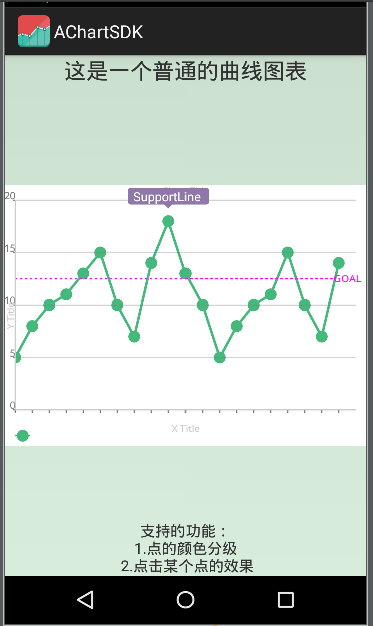 AChartSDK
这是一个普通的曲线图表
SupportLine
20
15
GOAL
10
Y Title
5
0
X Title
支持的功能：
1.点的颜色分级
2.点击某个点的效果